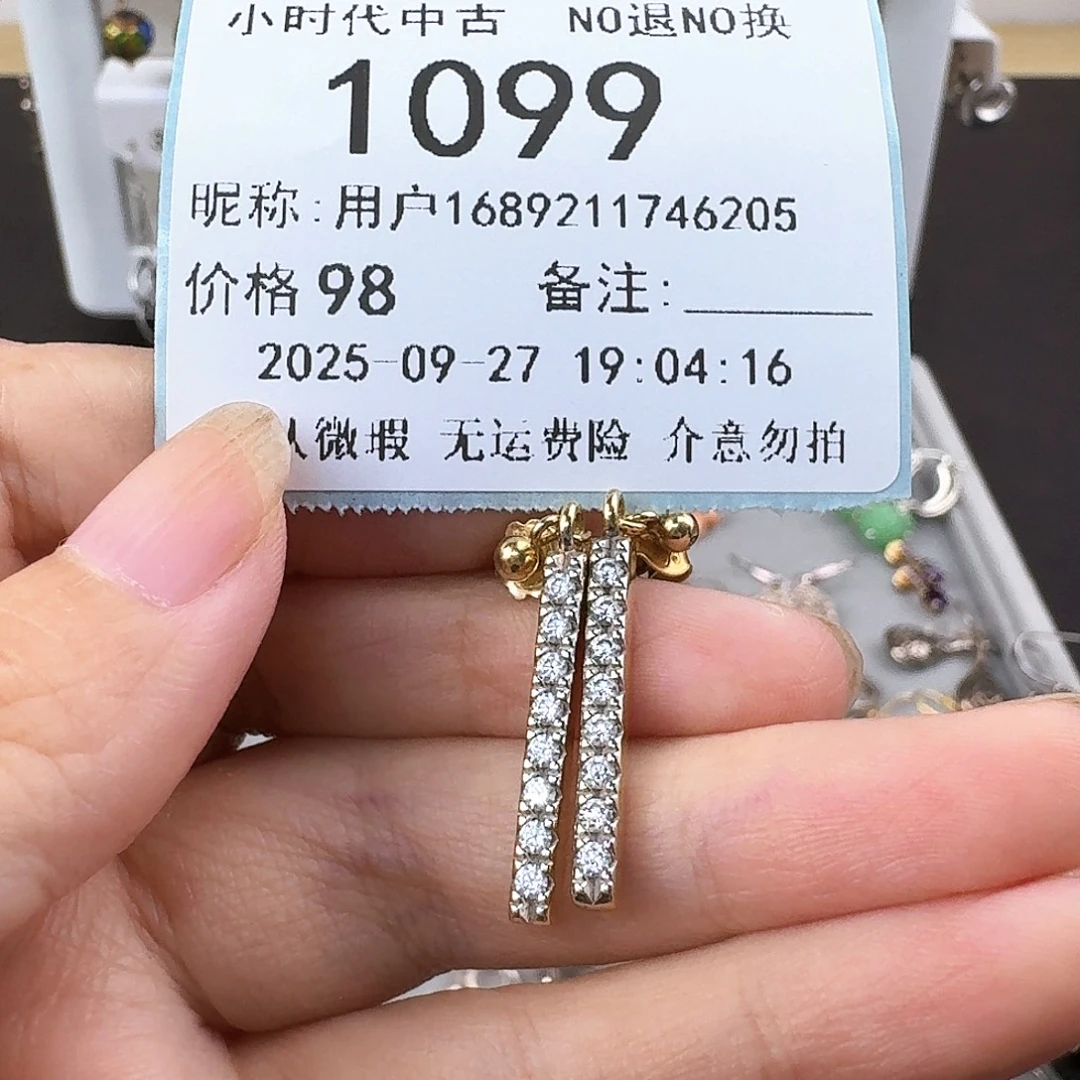 小时代中古 NO退NO换
1099
昵称:用户1689211746205
价格 98 备注:
2025-09-27 19:04:16
微瑕 无运费险 介意勿拍